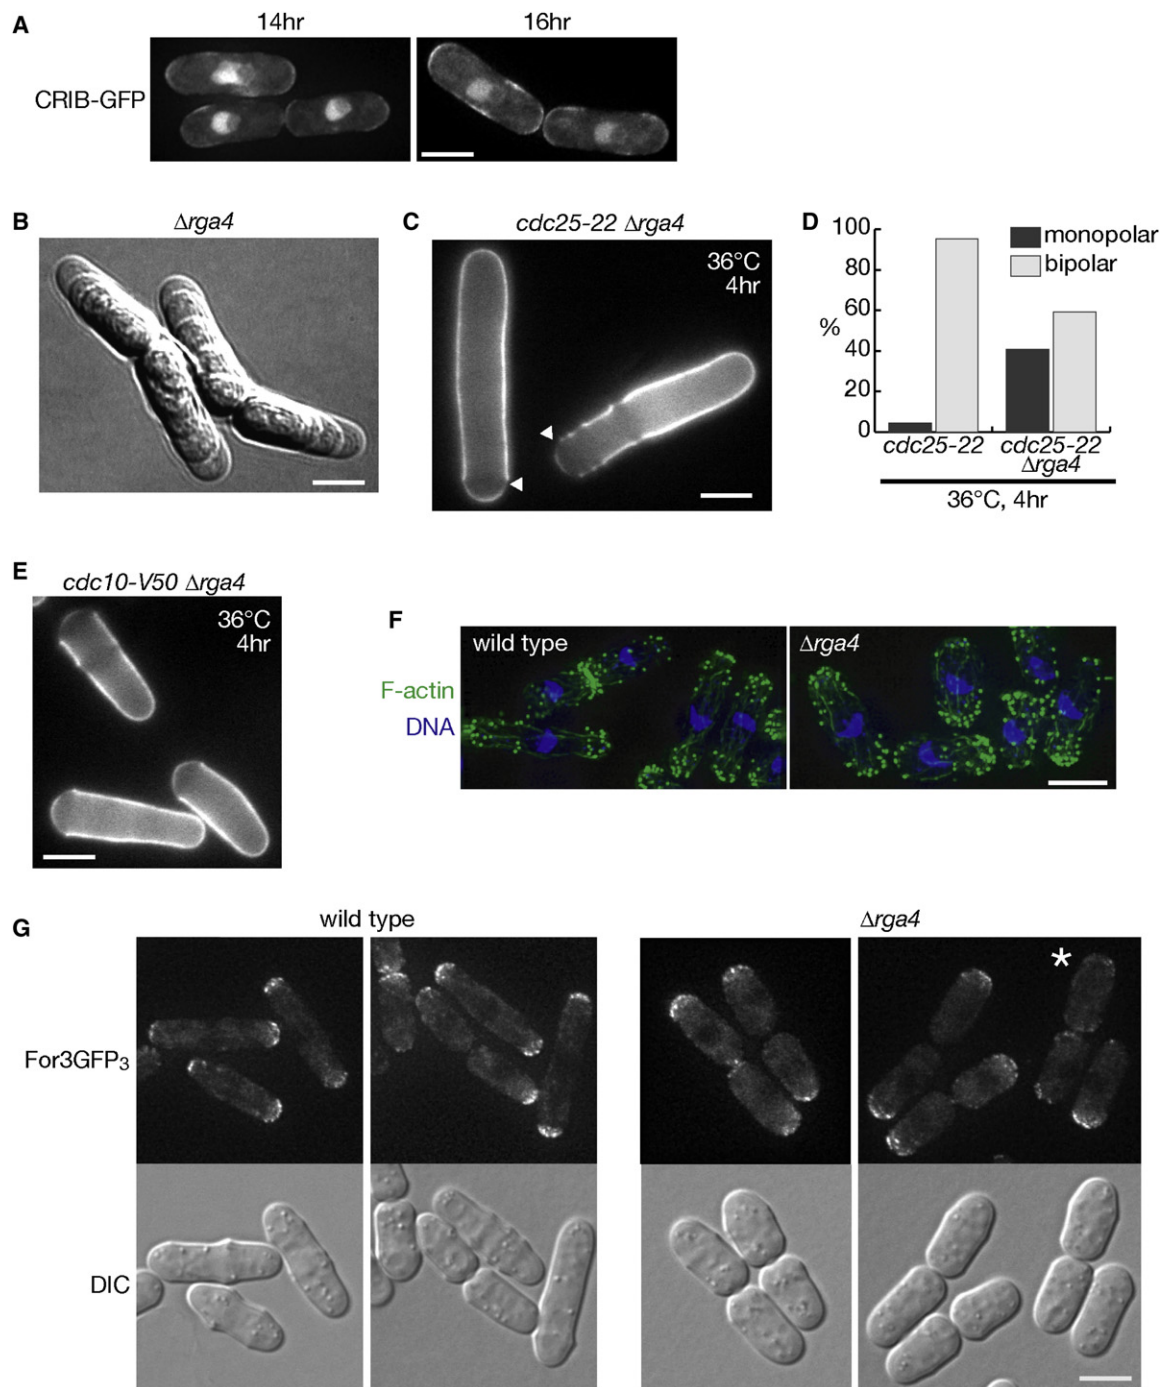 A
14hr
16hr
CRIB-GFP
B
Δrga4
C
cdc25-22 Δrga4
36°C
4hr
D
100
80
60
40
20
0
%
monopolar
bipolar
cdc25-22
cdc25-22
Δrga4
36°C, 4hr
E
cdc10-V50 Δrga4
36°C
4hr
F
F-actin
DNA
wild type
Δrga4
G
wild type
Δrga4
*
For3GFP₃
DIC